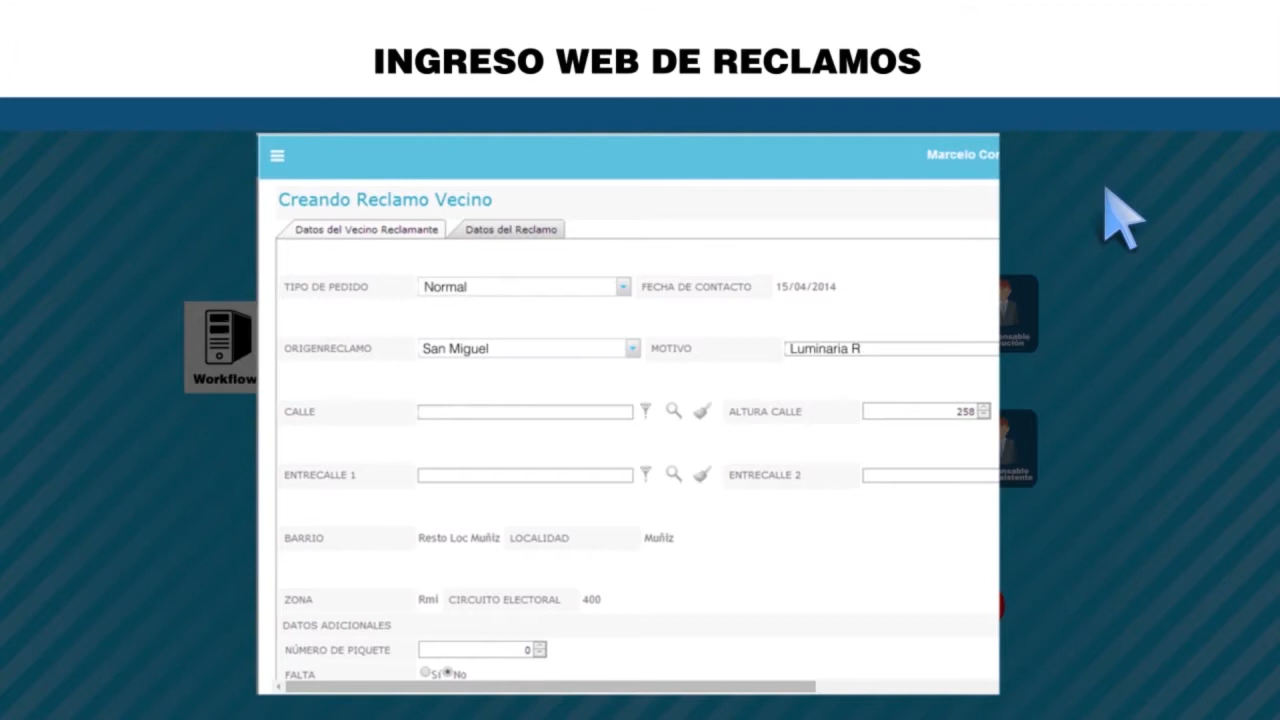 INGRESO WEB DE RECLAMOS
Marcelo
Creando Reclamo Vecino
Datos del Vecino Reclamante Datos del Reclamo
TIPO DE PEDIDO Normal FECHA DE CONTACTO 15/04/2014
ORIGENRECLAMO San Miguel MOTIVO Luminaria R
Workflow
CALLE ALTURA CALLE 258
ENTRECALLE 1 ENTRECALLE 2
BARRIO Resto Loc Muñiz LOCALIDAD Muñiz
ZONA Rmi CIRCUITO ELECTORAL 400
DATOS ADICIONALES
NÚMERO DE PIQUETE 0
FALTA Sí No